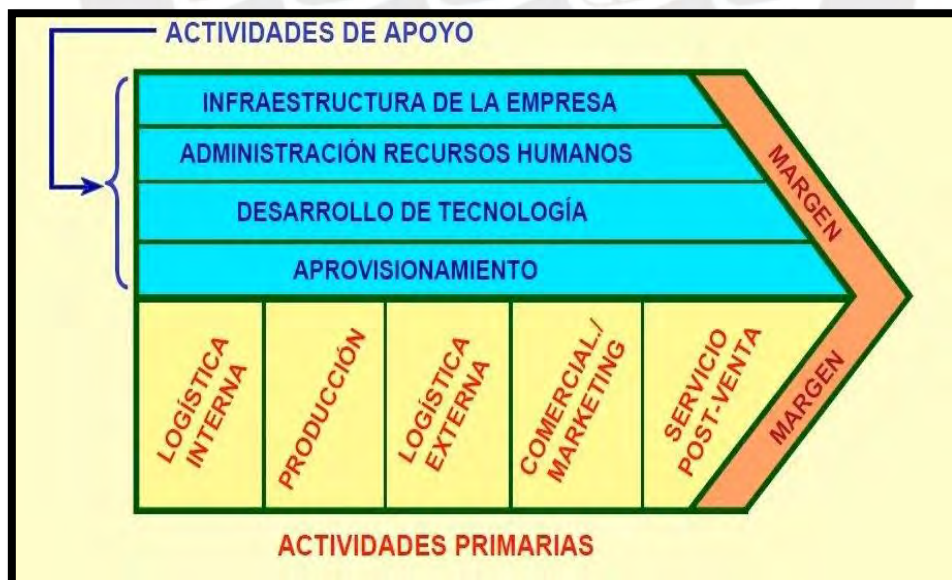 ACTIVIDADES DE APOYO
INFRAESTRUCTURA DE LA EMPRESA
ADMINISTRACIÓN RECURSOS HUMANOS
DESARROLLO DE TECNOLOGÍA
APROVISIONAMIENTO
MARGEN
LOGÍSTICA
INTERNA
PRODUCCIÓN
LOGÍSTICA
EXTERNA
COMERCIAL./
MARKETING
SERVICIO
POST-VENTA
MARGEN
ACTIVIDADES PRIMARIAS